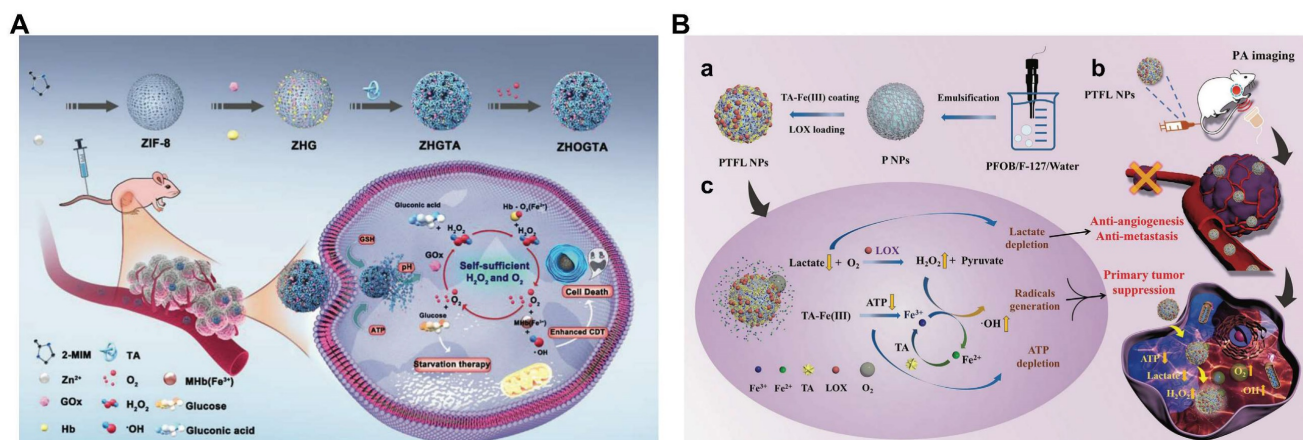 A
ZIF-8
ZHG
TA
ZHGTA
ZHOGTA
GSH
pH
ATP
Gluconic acid
+
H₂O₂
Hb - O₂(Fe²⁺)
+
H₂O₂
GOx
Self-sufficient
H₂O₂ and O₂
O₂
+
Glucose
O₂
+
MHb(Fe³⁺)
+
·OH
Cell Death
Enhanced CDT
Starvation therapy
2-MIM
TA
Zn²⁺
O₂
MHb(Fe³⁺)
GOx
H₂O₂
Glucose
Hb
·OH
Gluconic acid
B
a
PTFL NPs
TA-Fe(III) coating
LOX loading
P NPs
Emulsification
PFOB/F-127/Water
b
PA imaging
PTFL NPs
c
Lactate + O₂
LOX
H₂O₂ + Pyruvate
Lactate
depletion
Anti-angiogenesis
Anti-metastasis
TA-Fe(III)
ATP
Fe³⁺
TA
Fe²⁺
Radicals
generation
·OH
Primary tumor
suppression
ATP
depletion
Fe³⁺ Fe²⁺ TA LOX O₂
ATP
Lactate
H₂O₂
O₂
·OH